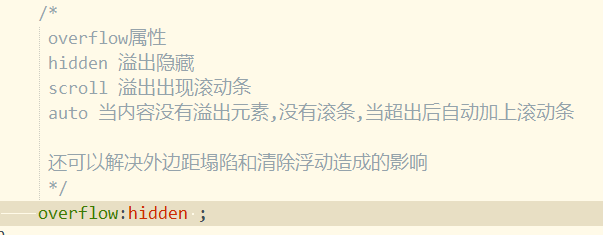 /*
overflow属性
hidden 溢出隐藏
scroll 溢出出现滚动条
auto 当内容没有溢出元素,没有滚条,当超出后自动加上滚动条
还可以解决外边距塌陷和清除浮动造成的影响
*/
overflow:hidden ;